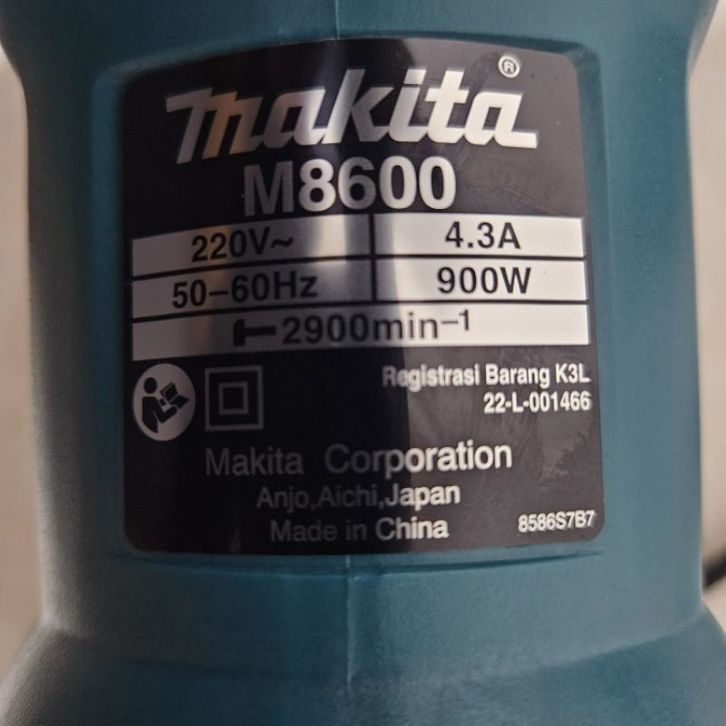 makita®
M8600
220V~ 4.3A
50-60Hz 900W
2900min-1
Registrasi Barang K3L
22-L-001466
Makita Corporation
Anjo,Aichi,Japan
Made in China 8586S7B7